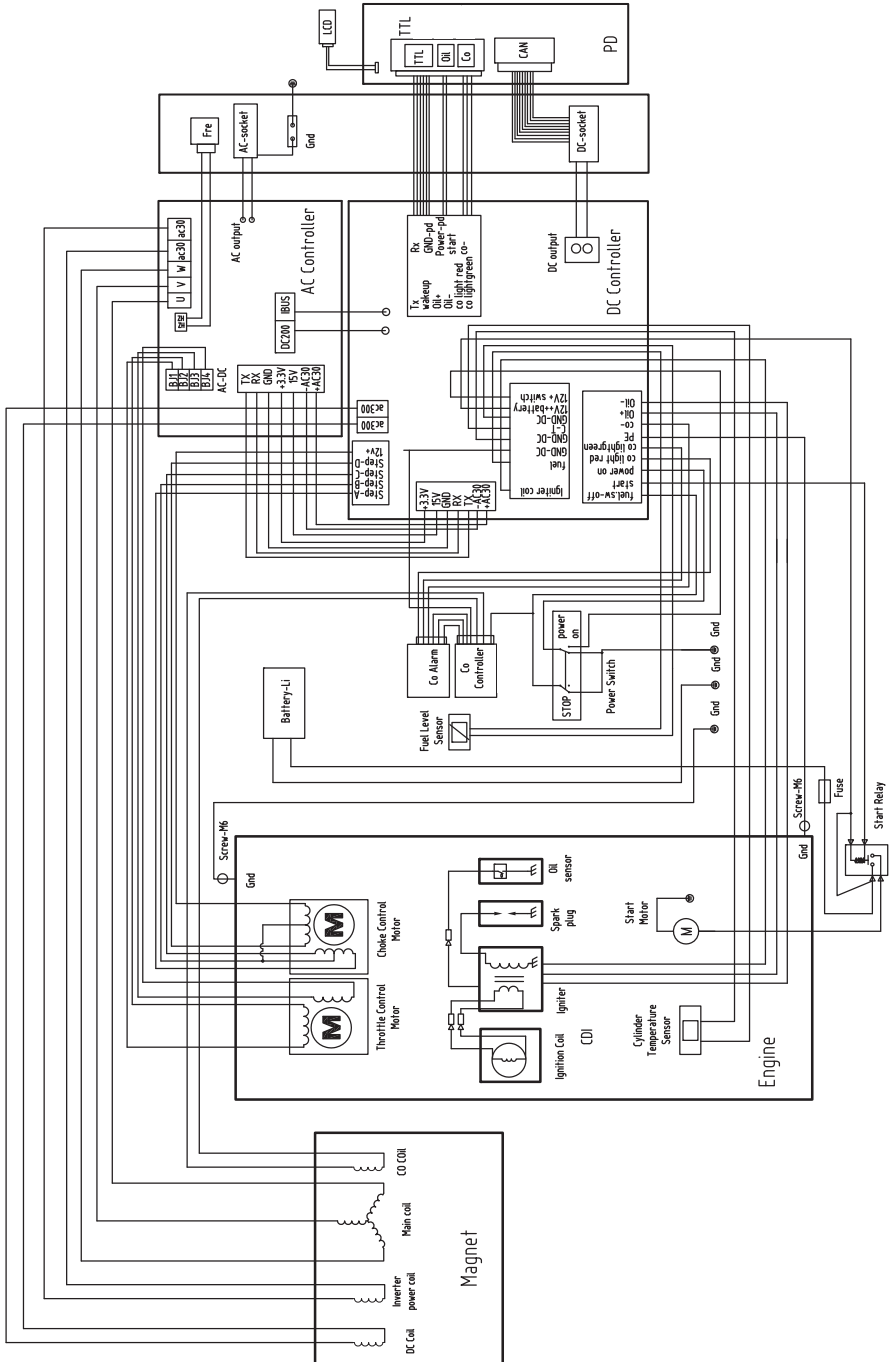 LCD
TTL
TTL
Oil
Co
CAN
PD
Fre
AC-socket
Gnd
DC-socket
ac30
ac30
W
V
U
HZ
HZ
AC output
AC Controller
BJ1
BJ2
BJ3
BJ4
AC-DC
IBUS
DC200
TX
RX
GND
+3.3V
15V
-AC30
+AC30
ac300
ac300
Rx
GND-pd
Power-pd
start
co-
Tx
wakeup
Oil+
Oil-
co light red
co lightgreen
DC output
DC Controller
+12v
Step-D
Step-C
Step-B
Step-A
+3.3V
15V
GND
RX
TX
-AC30
+AC30
12V+ switch
12V++battery
GND-DC
C-T
GND-DC
GND-DC
fuel
igniter coil
Oil-
Oil+
co-
PE
co lightgreen
co light red
power on
start
fuel.sw-off
Co Alarm
Co
Controller
power
on
STOP
Power Switch
Gnd
Gnd
Gnd
Battery-Li
Fuel Level
Sensor
Screw-M6
Gnd
Screw-M6
Gnd
Fuse
Start Relay
Choke Control
Motor
M
Throttle Control
Motor
M
Oil
sensor
Spark
plug
Igniter
Ignition Coil
CDI
Start
Motor
M
Cylinder
Temperature
Sensor
Engine
CO COil
Main coil
Inverter
power coil
DC Coil
Magnet